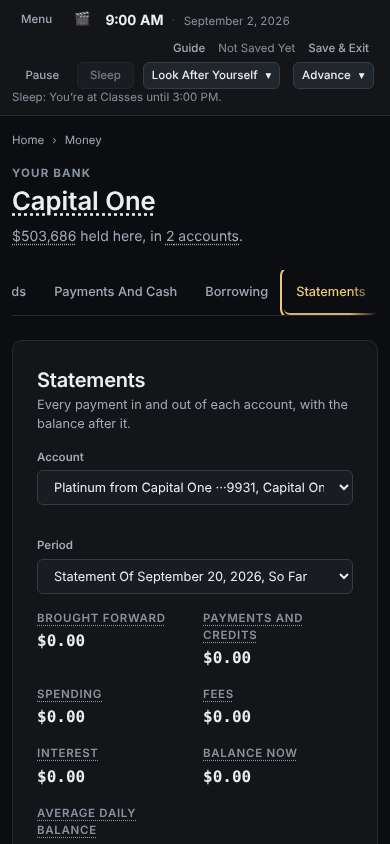 Menu
🎬
9:00 AM · September 2, 2026
Guide Not Saved Yet Save & Exit
Pause Sleep Look After Yourself ▾ Advance ▾
Sleep: You're at Classes until 3:00 PM.
Home › Money
YOUR BANK
Capital One
$503,686 held here, in 2 accounts.
ds Payments And Cash Borrowing Statements
Statements
Every payment in and out of each account, with the
balance after it.
Account
Platinum from Capital One ···9931, Capital On
Period
Statement Of September 20, 2026, So Far
BROUGHT FORWARD
$0.00
PAYMENTS AND
CREDITS
$0.00
SPENDING
$0.00
FEES
$0.00
INTEREST
$0.00
BALANCE NOW
$0.00
AVERAGE DAILY
BALANCE